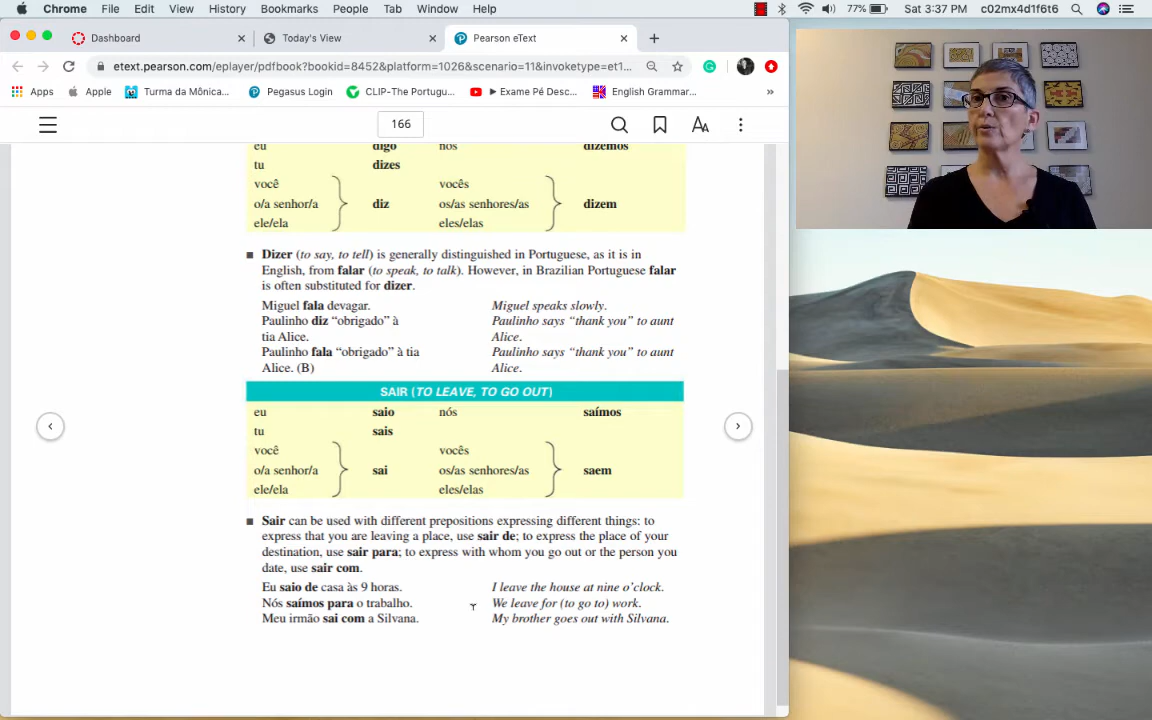 Chrome File Edit View History Bookmarks People Tab Window Help 77% Sat 3:37 PM c02mx4d1f6t6
Dashboard Today's View Pearson eText
etext.pearson.com/eplayer/pdfbook?bookid=8452&platform=1026&scenario=11&invoketype=et1...
Apps Apple Turma da Mônica... Pegasus Login CLIP-The Portugu... ► Exame Pé Desc... English Grammar... »
166
eu digo nós dizemos
tu dizes
você vocês
o/a senhor/a diz os/as senhores/as dizem
ele/ela eles/elas
Dizer (to say, to tell) is generally distinguished in Portuguese, as it is in
English, from falar (to speak, to talk). However, in Brazilian Portuguese falar
is often substituted for dizer.
Miguel fala devagar. Miguel speaks slowly.
Paulinho diz “obrigado” à Paulinho says “thank you” to aunt
tia Alice. Alice.
Paulinho fala “obrigado” à tia Paulinho says “thank you” to aunt
Alice. (B) Alice.
SAIR (TO LEAVE, TO GO OUT)
eu saio nós saímos
tu sais
você vocês
o/a senhor/a sai os/as senhores/as saem
ele/ela eles/elas
Sair can be used with different prepositions expressing different things: to
express that you are leaving a place, use sair de; to express the place of your
destination, use sair para; to express with whom you go out or the person you
date, use sair com.
Eu saio de casa às 9 horas. I leave the house at nine o’clock.
Nós saímos para o trabalho. We leave for (to go to) work.
Meu irmão sai com a Silvana. My brother goes out with Silvana.